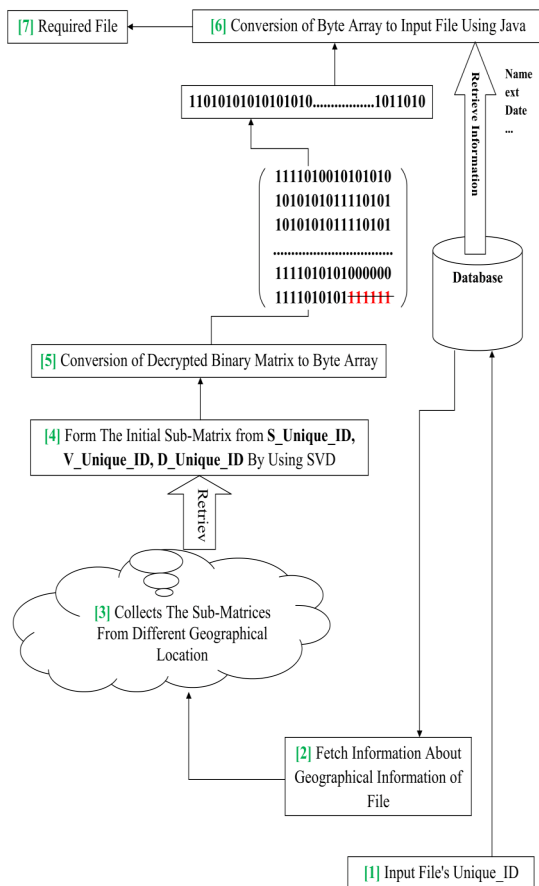 [7] Required File
[6] Conversion of Byte Array to Input File Using Java
Name
ext
Date
...
Retrieve Information
11010101010101010.................1011010
1111010010101010
1010101011110101
1010101011110101
..................................
1111010101000000
1111010101111111
Database
[5] Conversion of Decrypted Binary Matrix to Byte Array
[4] Form The Initial Sub-Matrix from S_Unique_ID,
V_Unique_ID, D_Unique_ID By Using SVD
Retriev
[3] Collects The Sub-Matrices
From Different Geographical
Location
[2] Fetch Information About
Geographical Information of
File
[1] Input File's Unique_ID